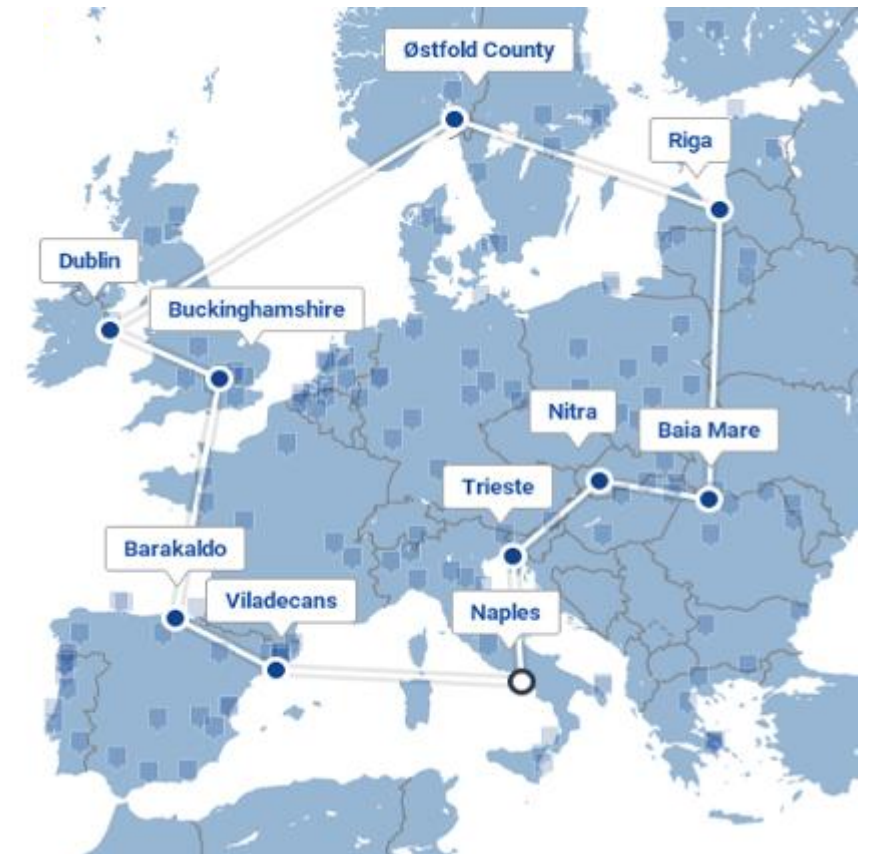 Østfold County
Riga
Dublin
Buckinghamshire
Nitra
Baia Mare
Trieste
Barakaldo
Viladecans
Naples